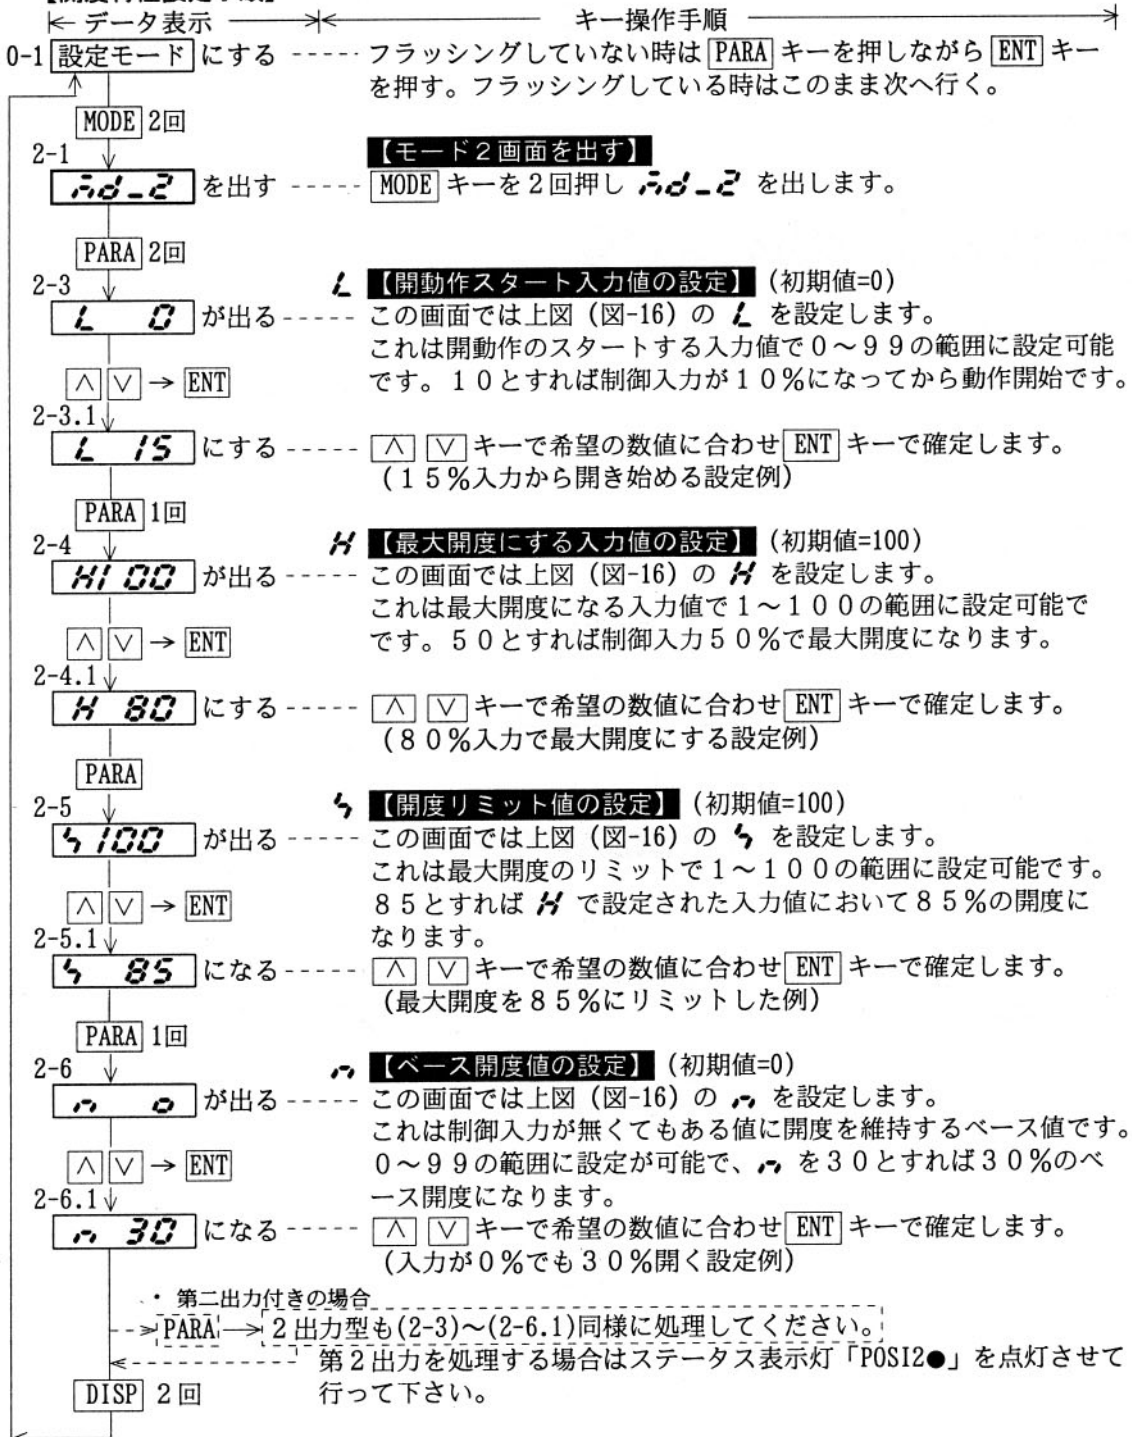 ← データ表示 →← キー操作手順 →
0-1 設定モード にする ----- フラッシングしていない時は PARA キーを押しながら ENT キー
を押す。フラッシングしている時はこのまま次へ行く。
MODE 2回
2-1 【モード2画面を出す】
を出す ----- MODE キーを2回押し を出します。
PARA 2回
2-3 L 【開動作スタート入力値の設定】 (初期値=0)
L 0 が出る ----- この画面では上図(図-16)の L を設定します。
これは開動作のスタートする入力値で0～99の範囲に設定可能
∧ ∨ → ENT です。10とすれば制御入力が10%になってから動作開始です。
2-3.1
L 15 にする ----- ∧ ∨ キーで希望の数値に合わせ ENT キーで確定します。
(15%入力から開き始める設定例)
PARA 1回
2-4 H 【最大開度にする入力値の設定】 (初期値=100)
H100 が出る ----- この画面では上図(図-16)の H を設定します。
これは最大開度になる入力値で1～100の範囲に設定可能で
∧ ∨ → ENT です。50とすれば制御入力50%で最大開度になります。
2-4.1
H 80 にする ----- ∧ ∨ キーで希望の数値に合わせ ENT キーで確定します。
(80%入力で最大開度にする設定例)
PARA
2-5 【開度リミット値の設定】 (初期値=100)
100 が出る ----- この画面では上図(図-16)の を設定します。
これは最大開度のリミットで1～100の範囲に設定可能です。
∧ ∨ → ENT 85とすれば H で設定された入力値において85%の開度に
2-5.1 なります。
85 になる ----- ∧ ∨ キーで希望の数値に合わせ ENT キーで確定します。
(最大開度を85%にリミットした例)
PARA 1回
2-6 n 【ベース開度値の設定】 (初期値=0)
n o が出る ----- この画面では上図(図-16)の n を設定します。
これは制御入力が無くてもある値に開度を維持するベース値です。
∧ ∨ → ENT 0～99の範囲に設定が可能で、n を30とすれば30%のベ
2-6.1 ース開度になります。
n 30 になる ----- ∧ ∨ キーで希望の数値に合わせ ENT キーで確定します。
(入力が0%でも30%開く設定例)
・ 第二出力付きの場合
PARA → 2出力型も(2-3)～(2-6.1)同様に処理してください。
第2出力を処理する場合はステータス表示灯「POSI2●」を点灯させて
DISP 2回 行って下さい。